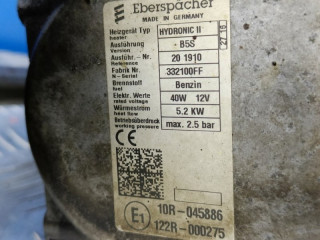 Eberspächer
MADE IN GERMANY
Heizgerät Typ HYDRONIC II
heater
Ausführung - B5S
Version
Ausführ.- Nr. 20 1910
Fabrik Nr. 332100FF
N - Serial
Brennstoff Benzin
fuel
Elektr. Werte 40W 12V
rated voltage
Wärmestrom 5.2 KW
heat flow
Betriebsüberdruck max. 2.5 bar
working pressure
CE
E1 10R-045886
122R-000275